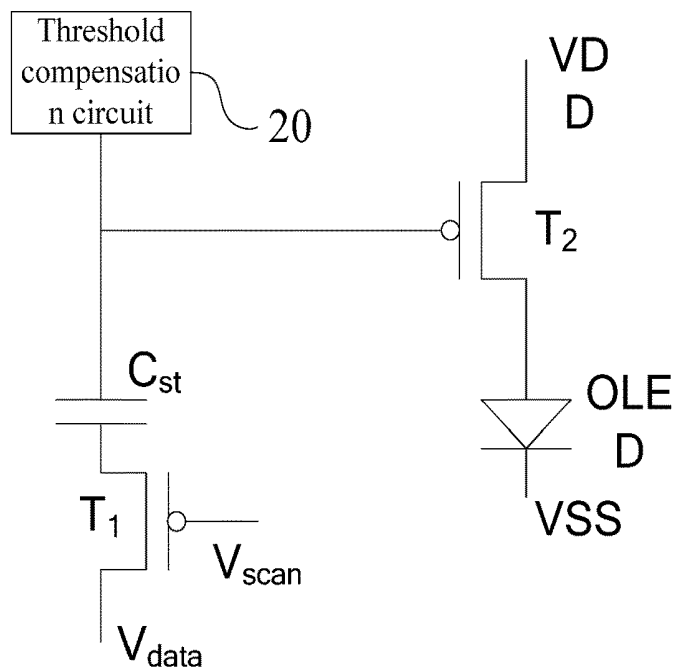 Threshold
compensatio
n circuit
20
VD
D
T2
Cst
OLE
D
VSS
T1
Vscan
Vdata